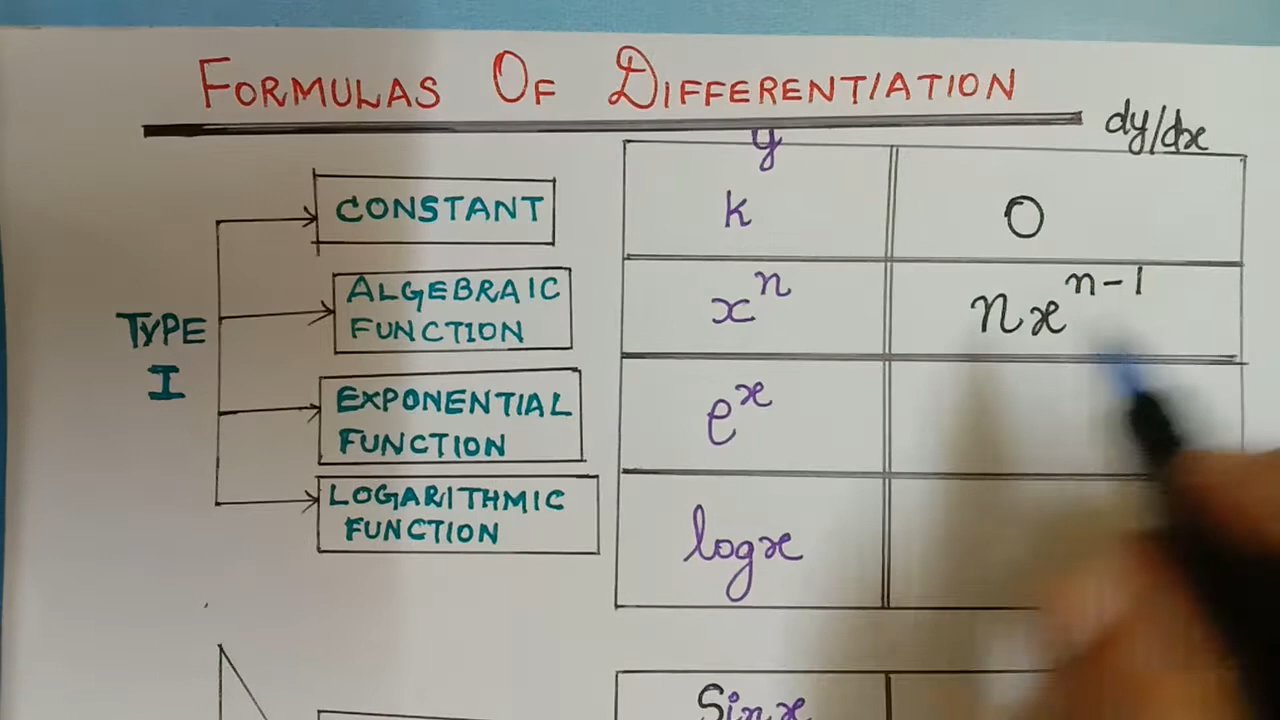 FORMULAS OF DIFFERENTIATION
y dy/dx
CONSTANT k 0
TYPE I
ALGEBRAIC
FUNCTION
xⁿ nxⁿ⁻¹
EXPONENTIAL
FUNCTION
eˣ
LOGARITHMIC
FUNCTION
logx
Sinx